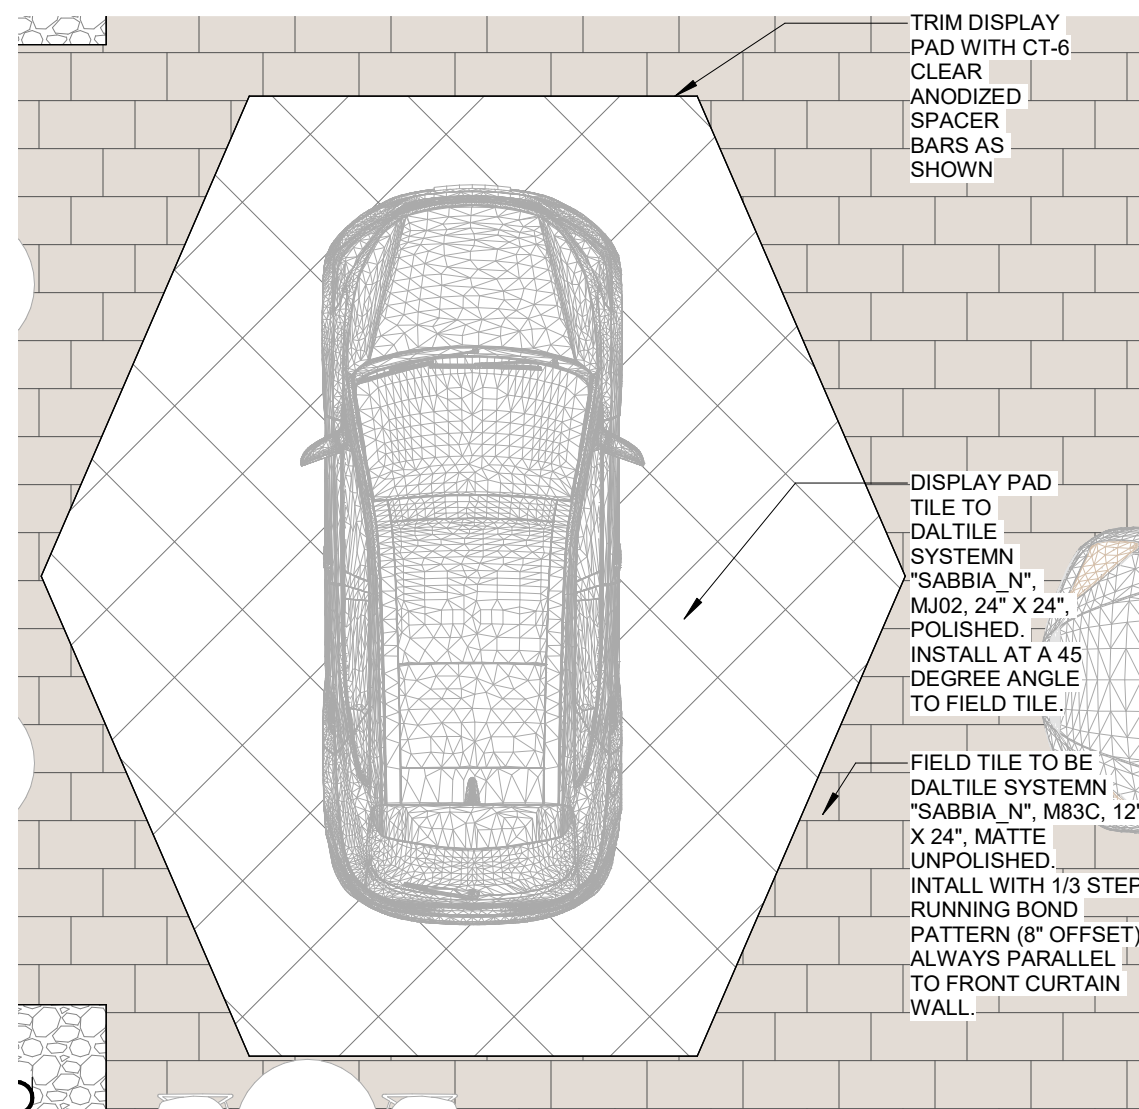 TRIM DISPLAY
PAD WITH CT-6
CLEAR
ANODIZED
SPACER
BARS AS
SHOWN
DISPLAY PAD
TILE TO
DALTILE
SYSTEMN
"SABBIA_N",
MJ02, 24" X 24",
POLISHED.
INSTALL AT A 45
DEGREE ANGLE
TO FIELD TILE.
FIELD TILE TO BE
DALTILE SYSTEMN
"SABBIA_N", M83C, 12"
X 24", MATTE
UNPOLISHED.
INTALL WITH 1/3 STEP
RUNNING BOND
PATTERN (8" OFFSET)
ALWAYS PARALLEL
TO FRONT CURTAIN
WALL.